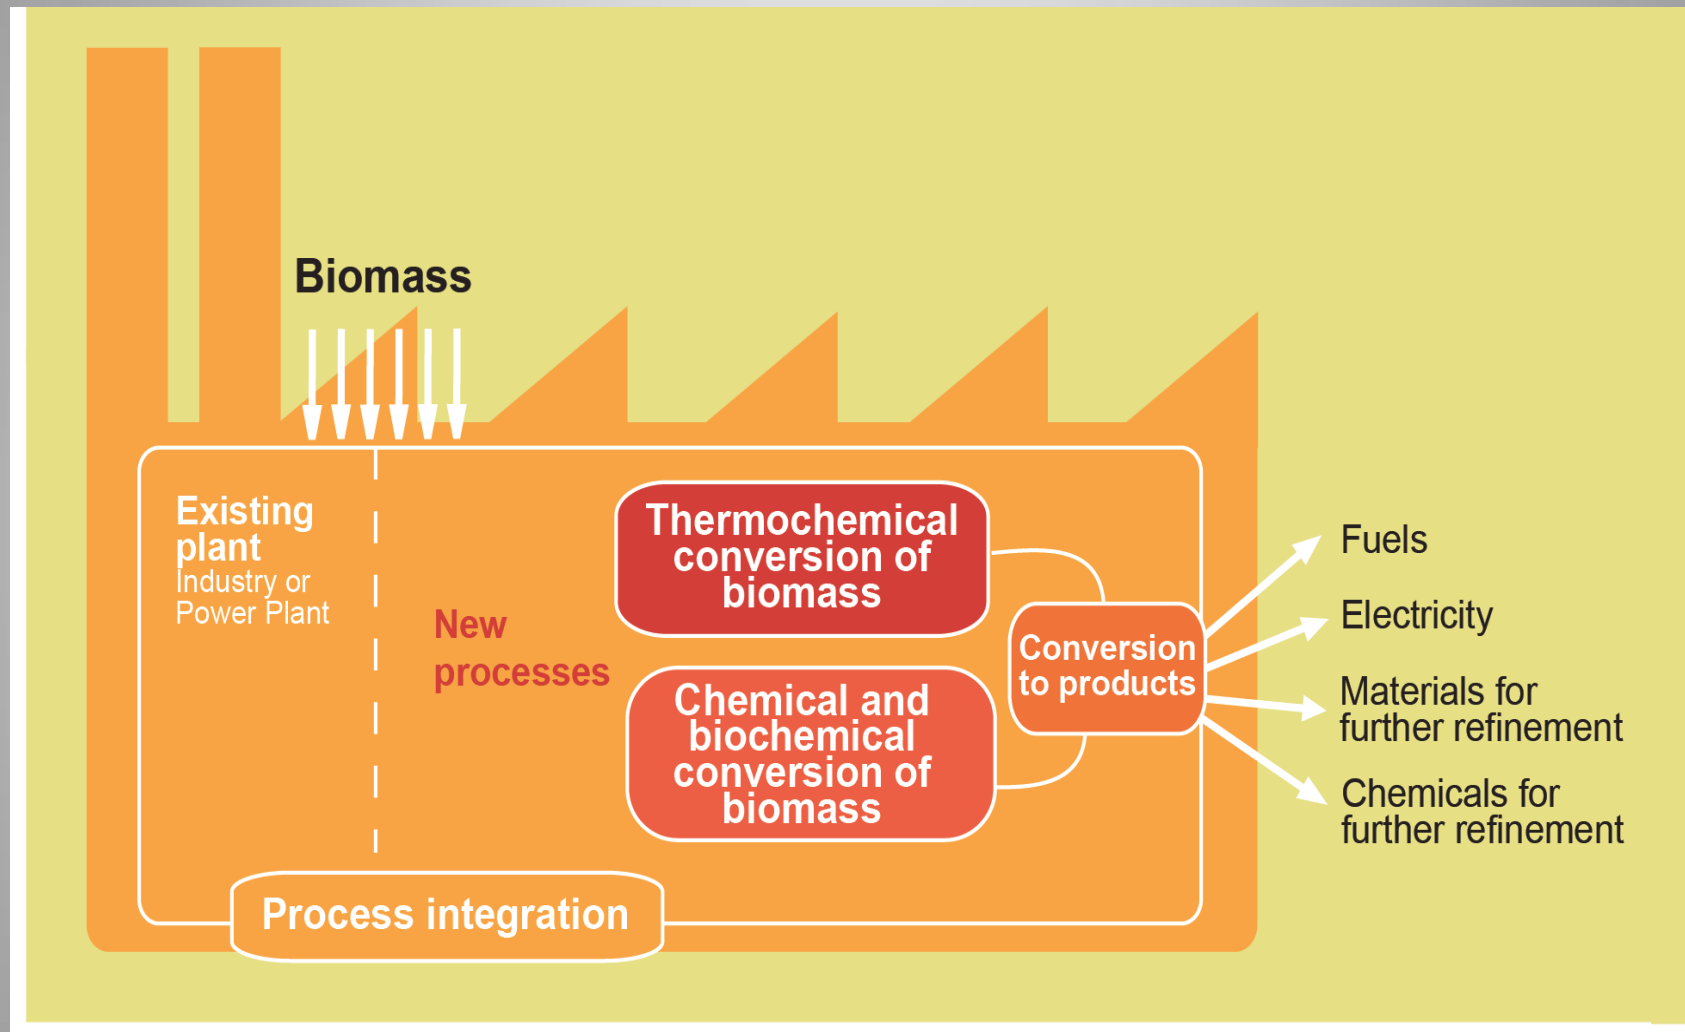 Biomass
Existing
plant
Industry or
Power Plant
New
processes
Thermochemical
conversion of
biomass
Chemical and
biochemical
conversion of
biomass
Conversion
to products
Process integration
Fuels
Electricity
Materials for
further refinement
Chemicals for
further refinement